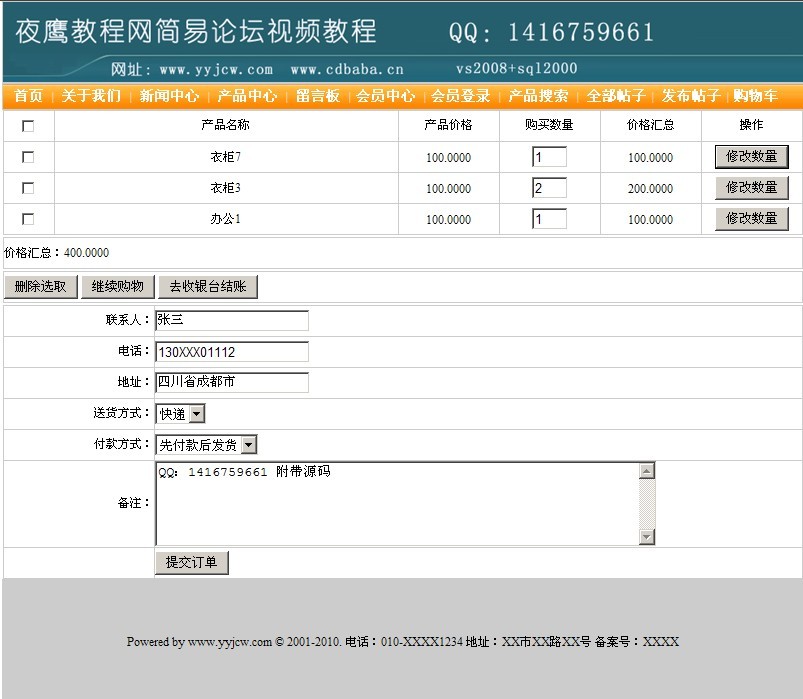 夜鹰教程网简易论坛视频教程 QQ: 1416759661
网址: www.yyjcw.com www.cdbaba.cn vs2008+sql2000
首页 | 关于我们 | 新闻中心 | 产品中心 | 留言板 | 会员中心 | 会员登录 | 产品搜索 | 全部帖子 | 发布帖子 | 购物车
产品名称 产品价格 购买数量 价格汇总 操作
衣柜7 100.0000 1 100.0000 修改数量
衣柜3 100.0000 2 200.0000 修改数量
办公1 100.0000 1 100.0000 修改数量
价格汇总：400.0000
删除选取 继续购物 去收银台结账
联系人：张三
电话：130XXX01112
地址：四川省成都市
送货方式：快递
付款方式：先付款后发货
备注：QQ: 1416759661 附带源码
提交订单
Powered by www.yyjcw.com © 2001-2010. 电话：010-XXXX1234 地址：XX市XX路XX号 备案号：XXXX